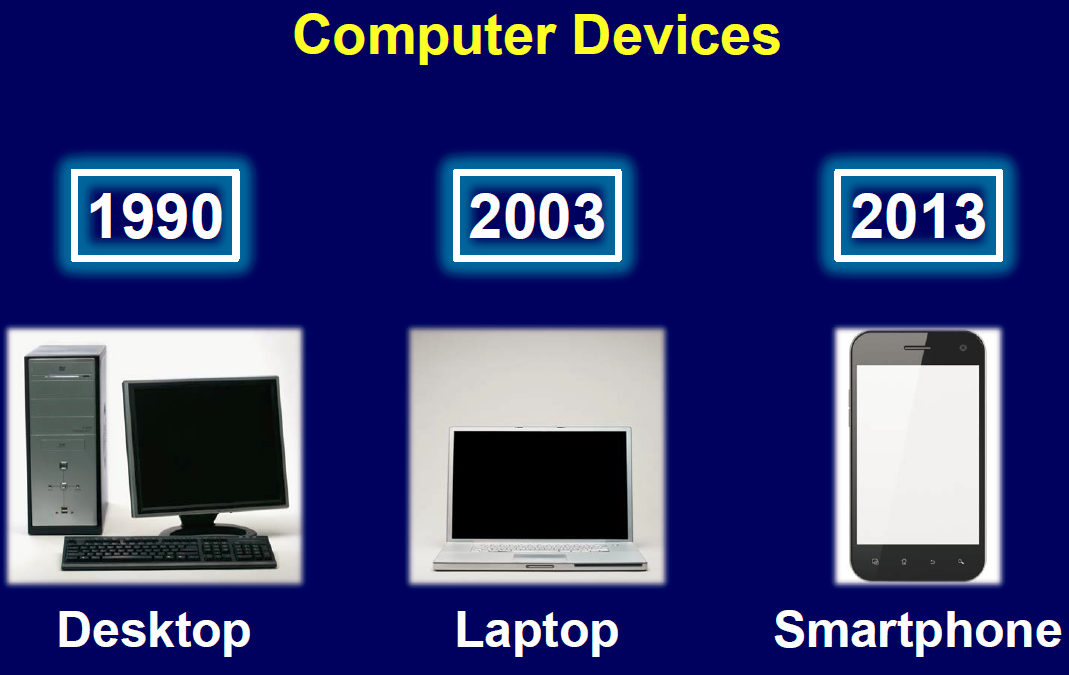 Computer Devices
1990
2003
2013
Desktop
Laptop
Smartphone